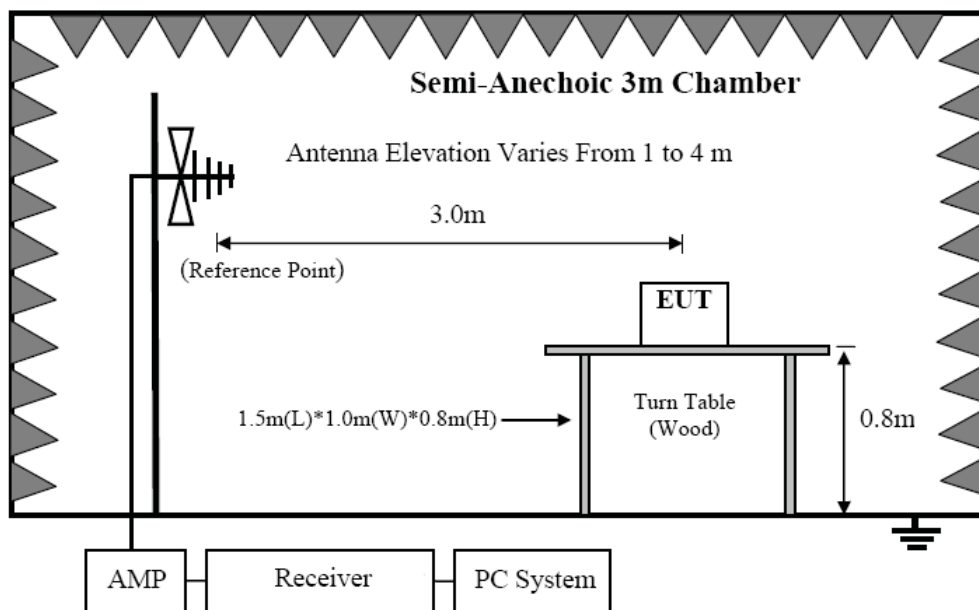 Semi-Anechoic 3m Chamber
Antenna Elevation Varies From 1 to 4 m
3.0m
(Reference Point)
EUT
1.5m(L)*1.0m(W)*0.8m(H)
Turn Table
(Wood)
0.8m
AMP
Receiver
PC System